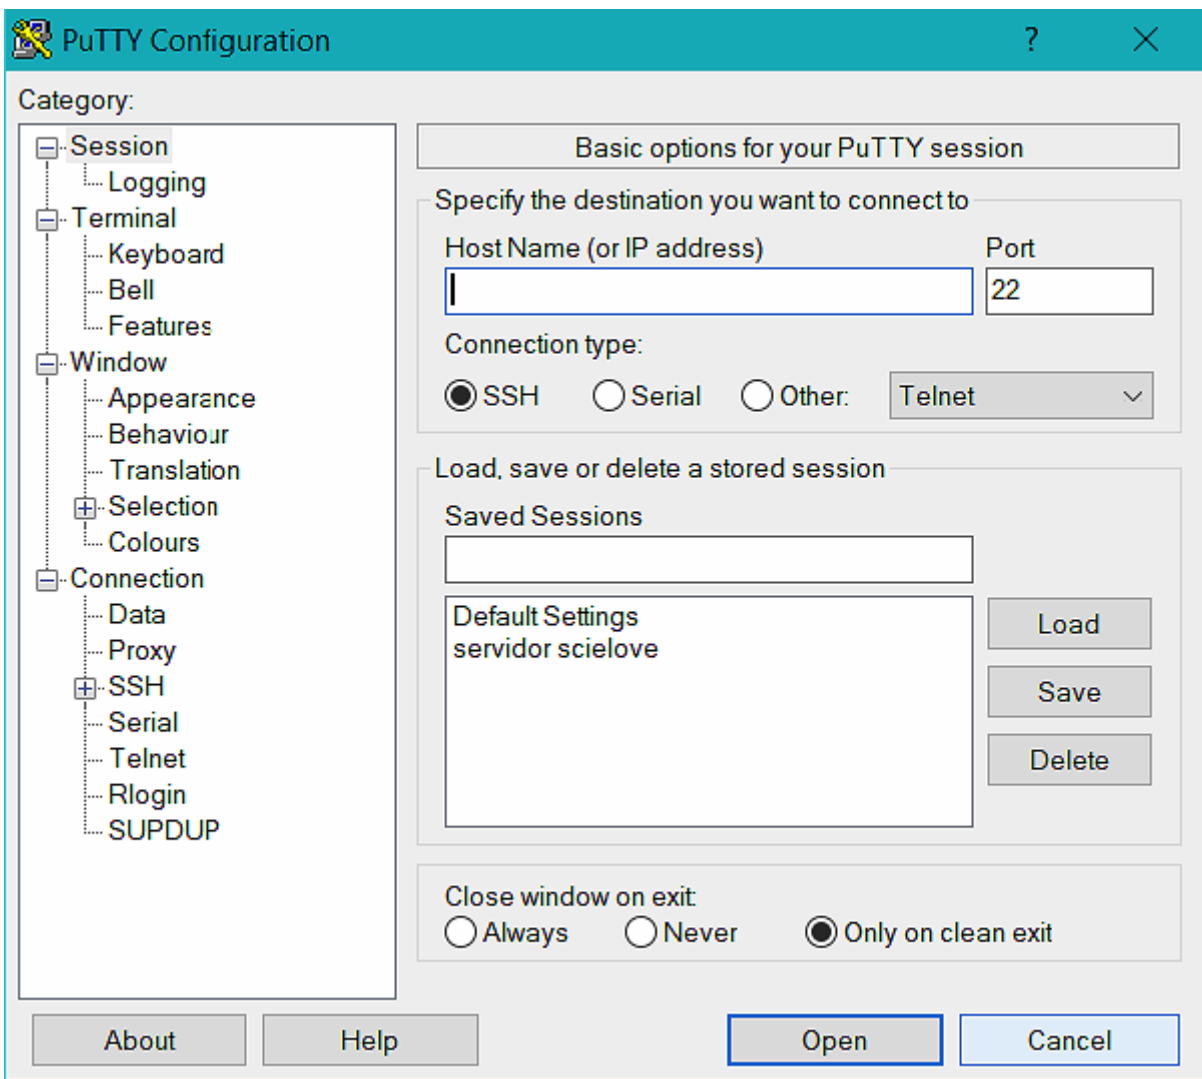 PuTTY Configuration
?
Category:
Session
Logging
Terminal
Keyboard
Bell
Features
Window
Appearance
Behaviour
Translation
Selection
Colours
Connection
Data
Proxy
SSH
Serial
Telnet
Rlogin
SUPDUP
Basic options for your PuTTY session
Specify the destination you want to connect to
Host Name (or IP address) Port
22
Connection type:
SSH Serial Other: Telnet
Load, save or delete a stored session
Saved Sessions
Default Settings
servidor scielove
Load
Save
Delete
Close window on exit:
Always Never Only on clean exit
About Help Open Cancel